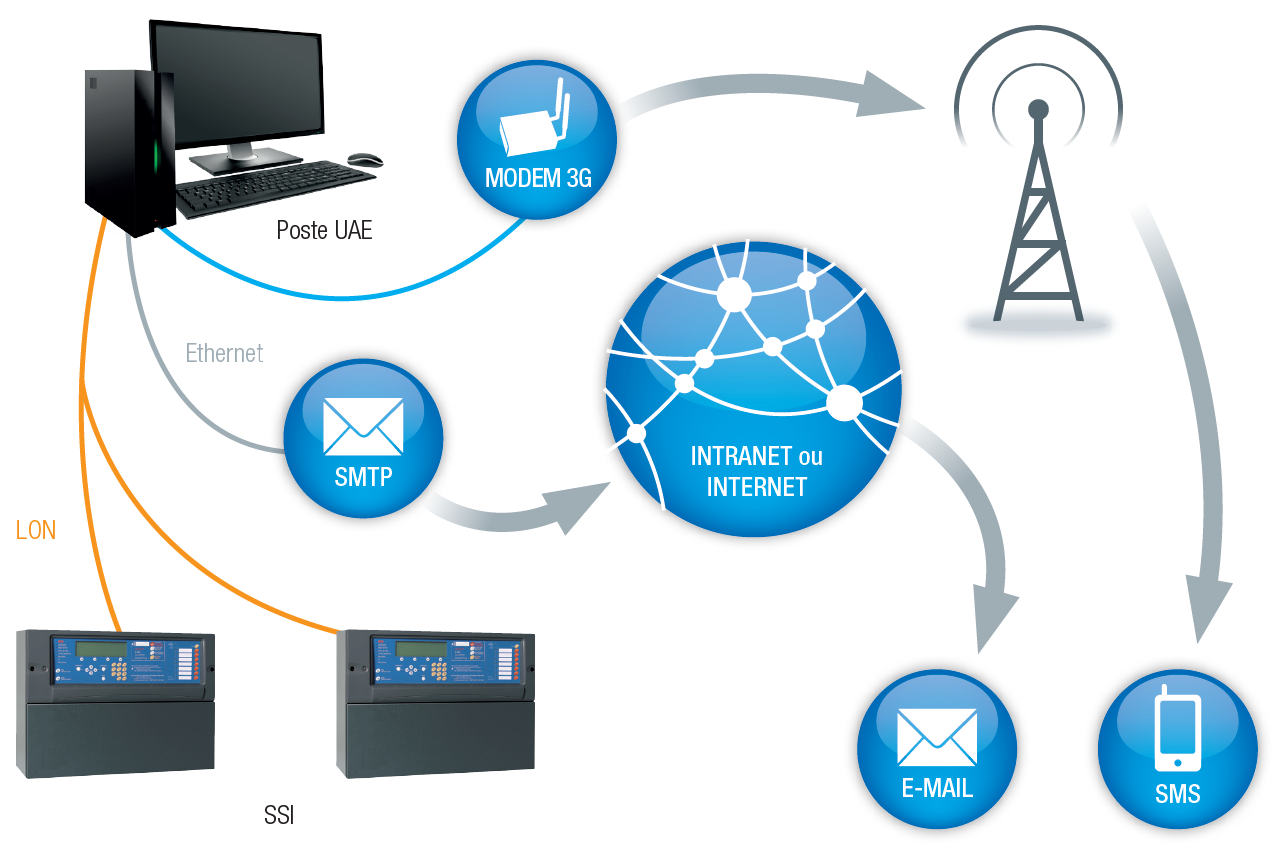 MODEM 3G
Poste UAE
Ethernet
SMTP
INTRANET ou
INTERNET
LON
E-MAIL
SMS
SSI